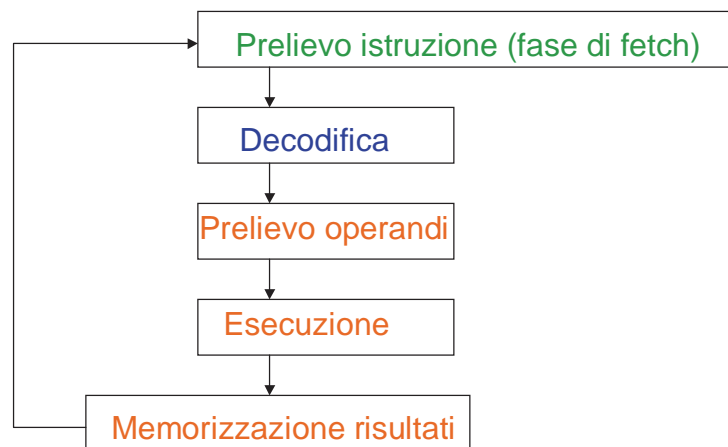 Prelievo istruzione (fase di fetch)
Decodifica
Prelievo operandi
Esecuzione
Memorizzazione risultati